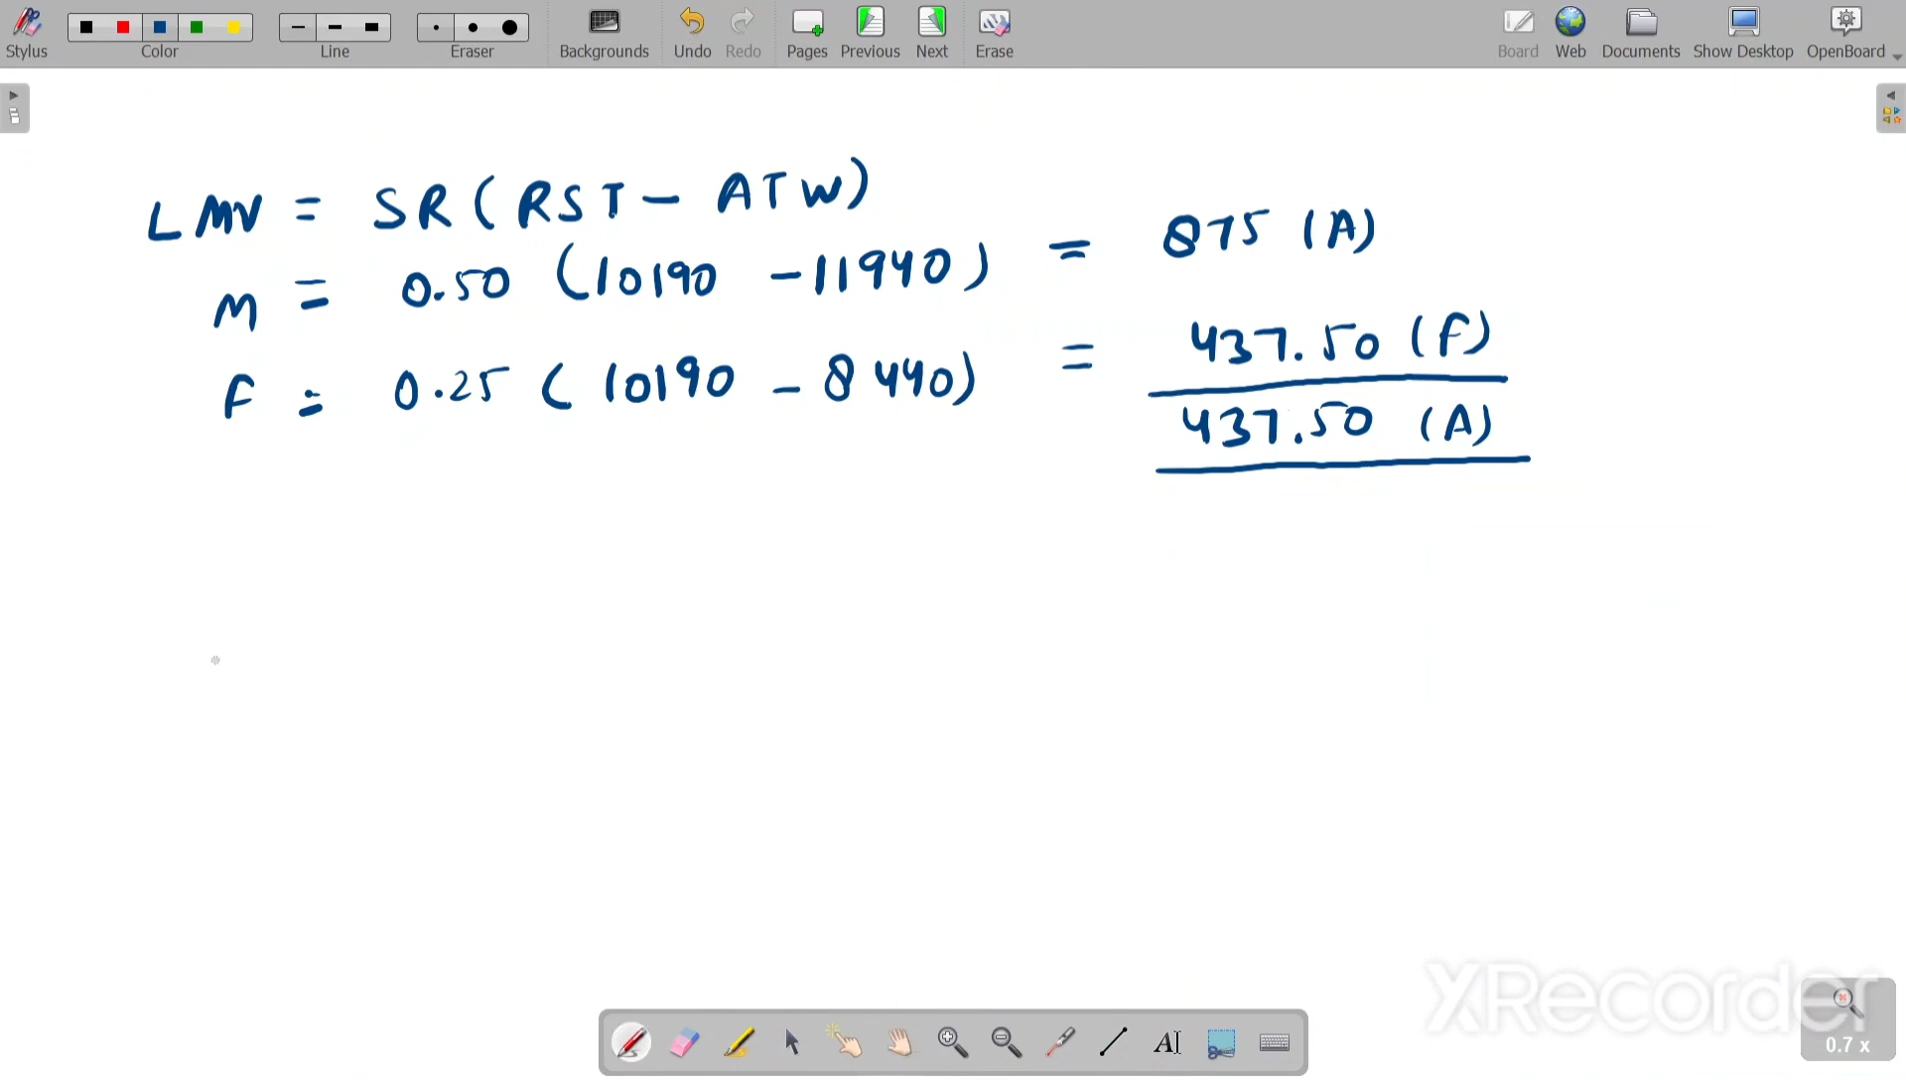 Stylus Color Line Eraser Backgrounds Undo Redo Pages Previous Next Erase Board Web Documents Show Desktop OpenBoard
LMV = SR (RST - ATW)
M = 0.50 (10190 - 11940) = 875 (A)
F = 0.25 (10190 - 8440) = 437.50 (F)
437.50 (A)
XRecorder
0.7 x